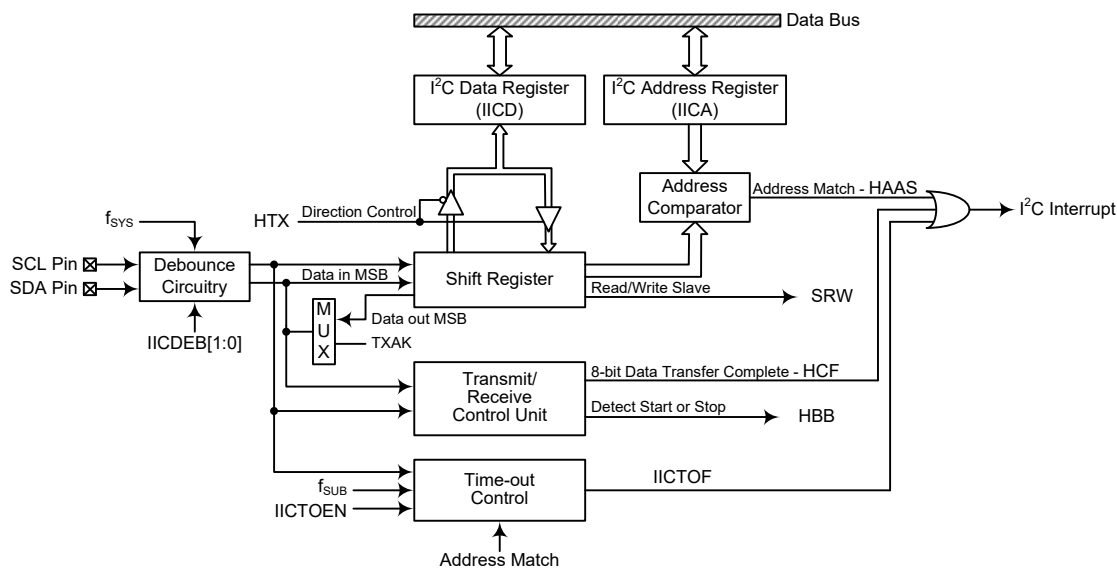 Data Bus
I²C Data Register
(IICD)
I²C Address Register
(IICA)
Address
Comparator
Address Match - HAAS
I²C Interrupt
HTX
Direction Control
fSYS
SCL Pin
SDA Pin
Debounce
Circuitry
IICDEB[1:0]
Data in MSB
Shift Register
Read/Write Slave
SRW
M
U
X
Data out MSB
TXAK
Transmit/
Receive
Control Unit
8-bit Data Transfer Complete - HCF
Detect Start or Stop
HBB
fSUB
IICTOEN
Time-out
Control
IICTOF
Address Match